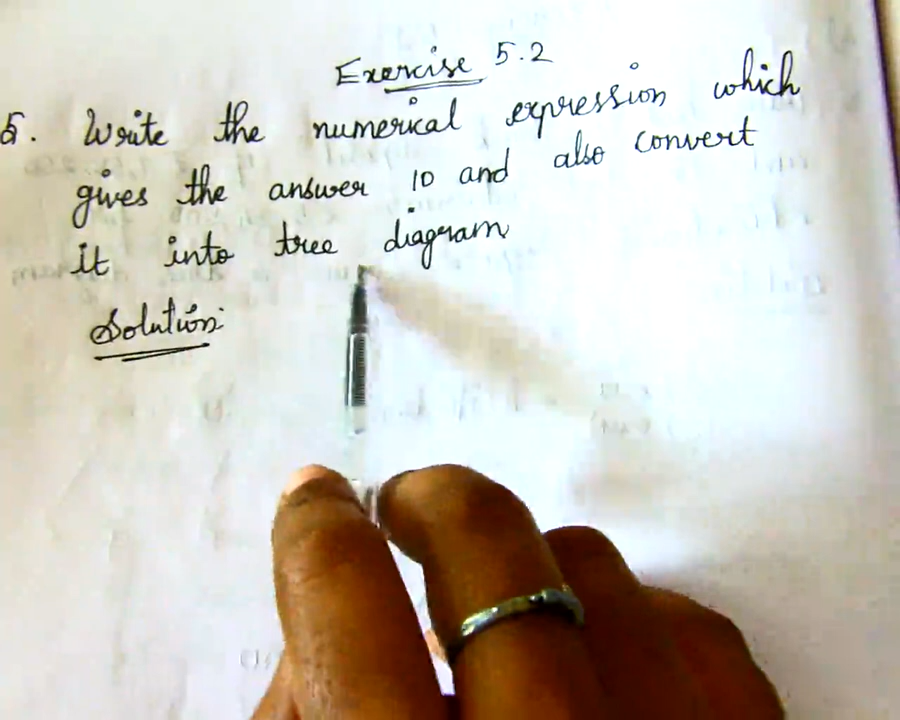 Exercise 5.2
5. Write the numerical expression which
gives the answer 10 and also convert
it into tree diagram
Solution: